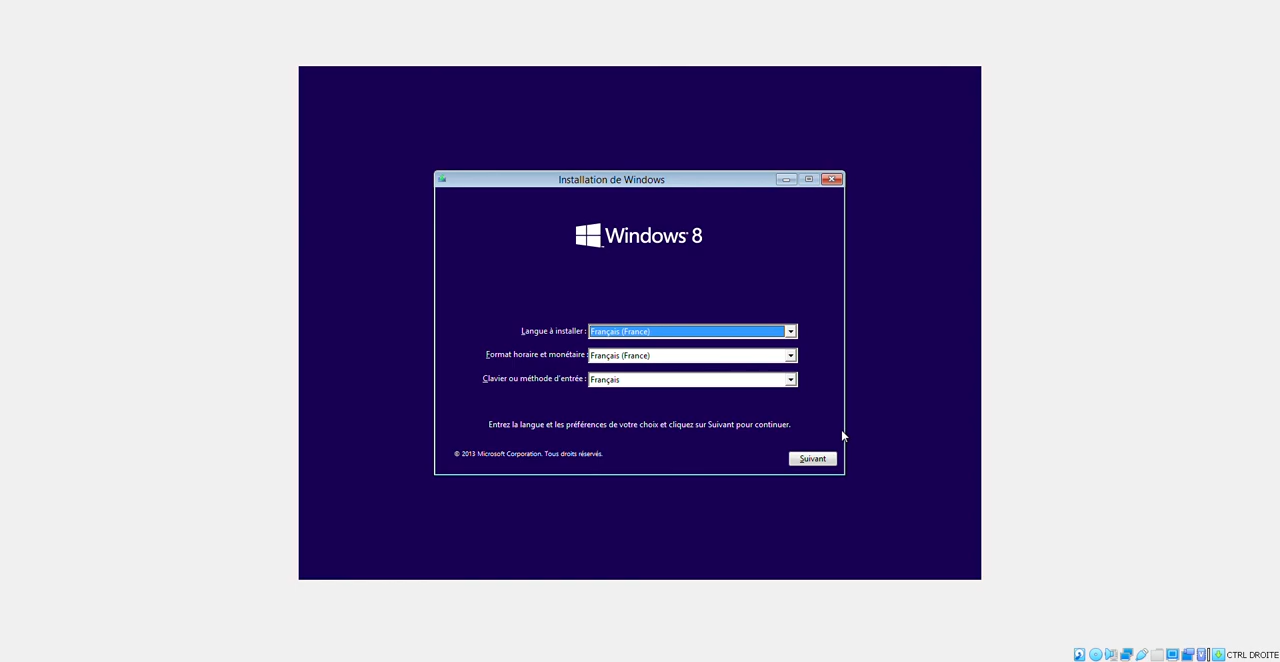 Installation de Windows
Windows 8
Langue à installer : Français (France)
Format horaire et monétaire : Français (France)
Clavier ou méthode d'entrée : Français
Entrez la langue et les préférences de votre choix et cliquez sur Suivant pour continuer.
© 2013 Microsoft Corporation. Tous droits réservés.
Suivant
CTRL DROITE